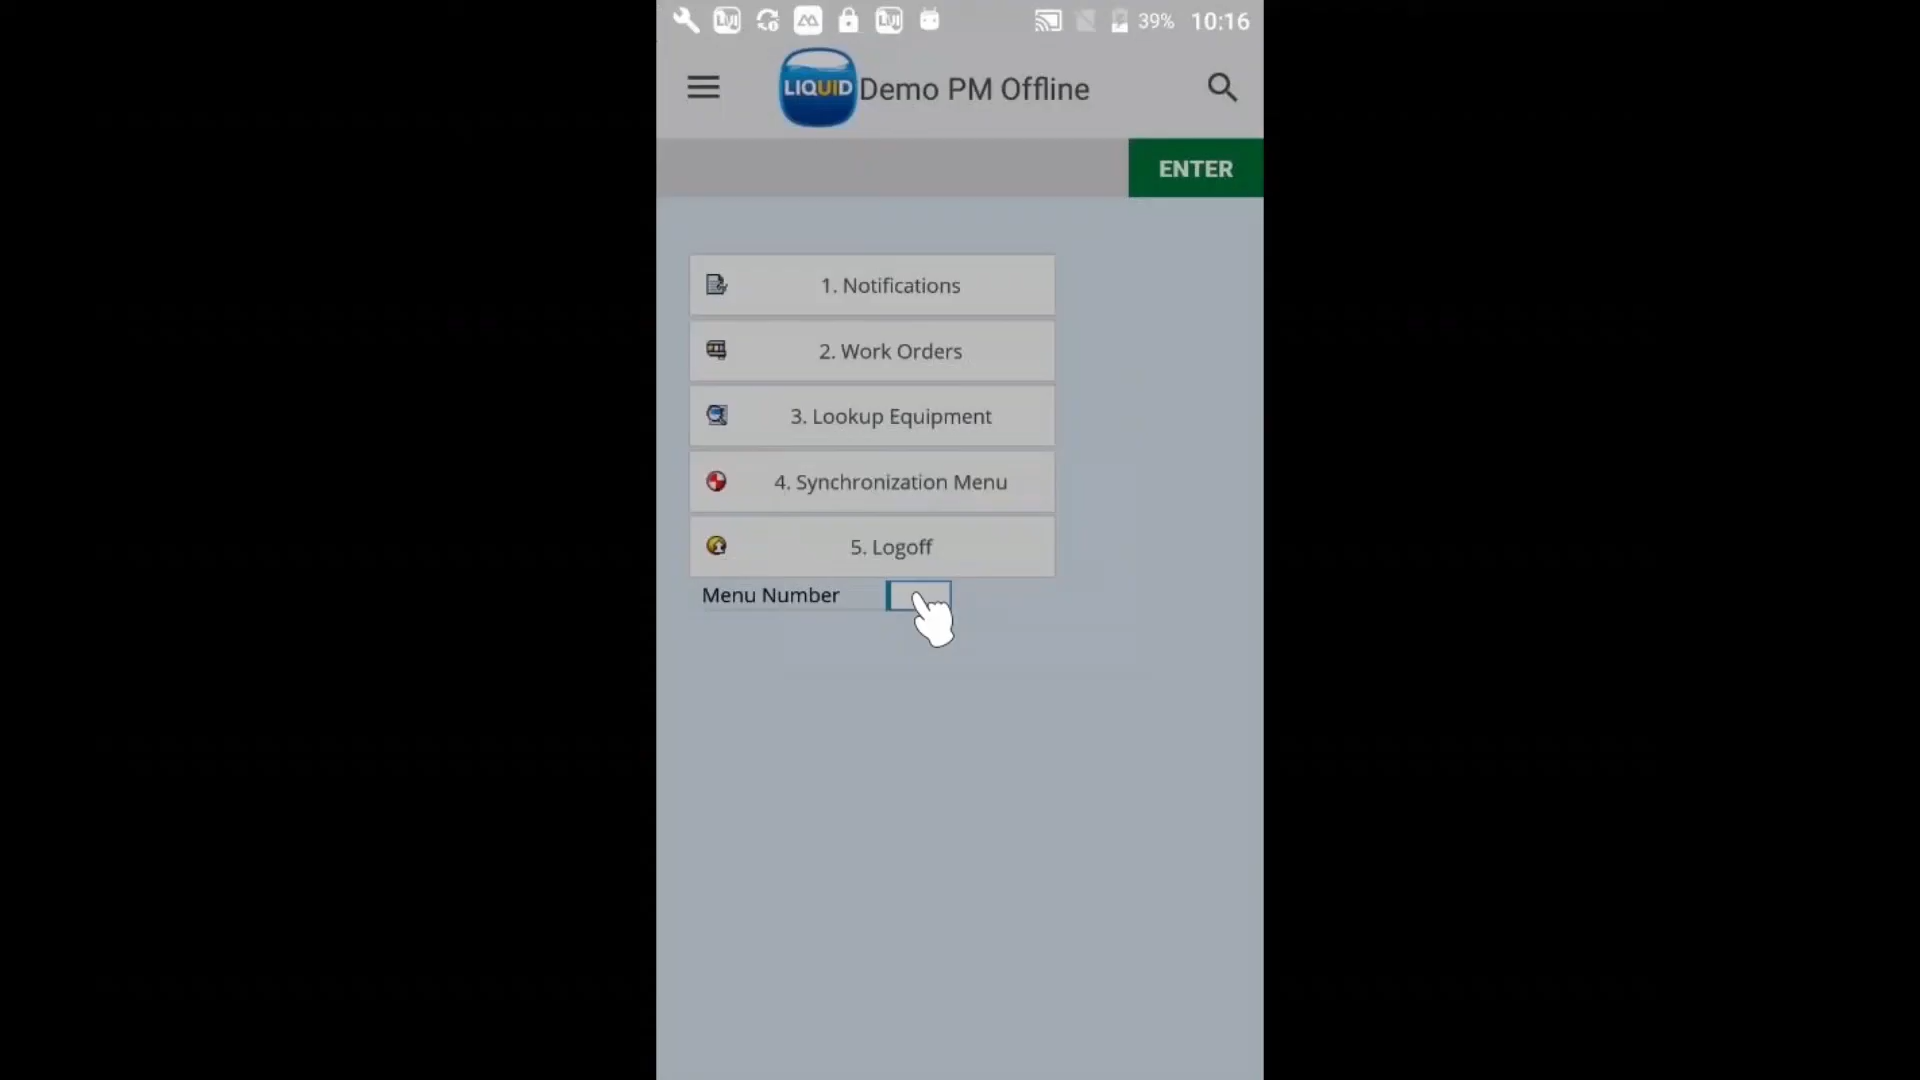 39% 10:16
LIQUID Demo PM Offline
ENTER
1. Notifications
2. Work Orders
3. Lookup Equipment
4. Synchronization Menu
5. Logoff
Menu Number